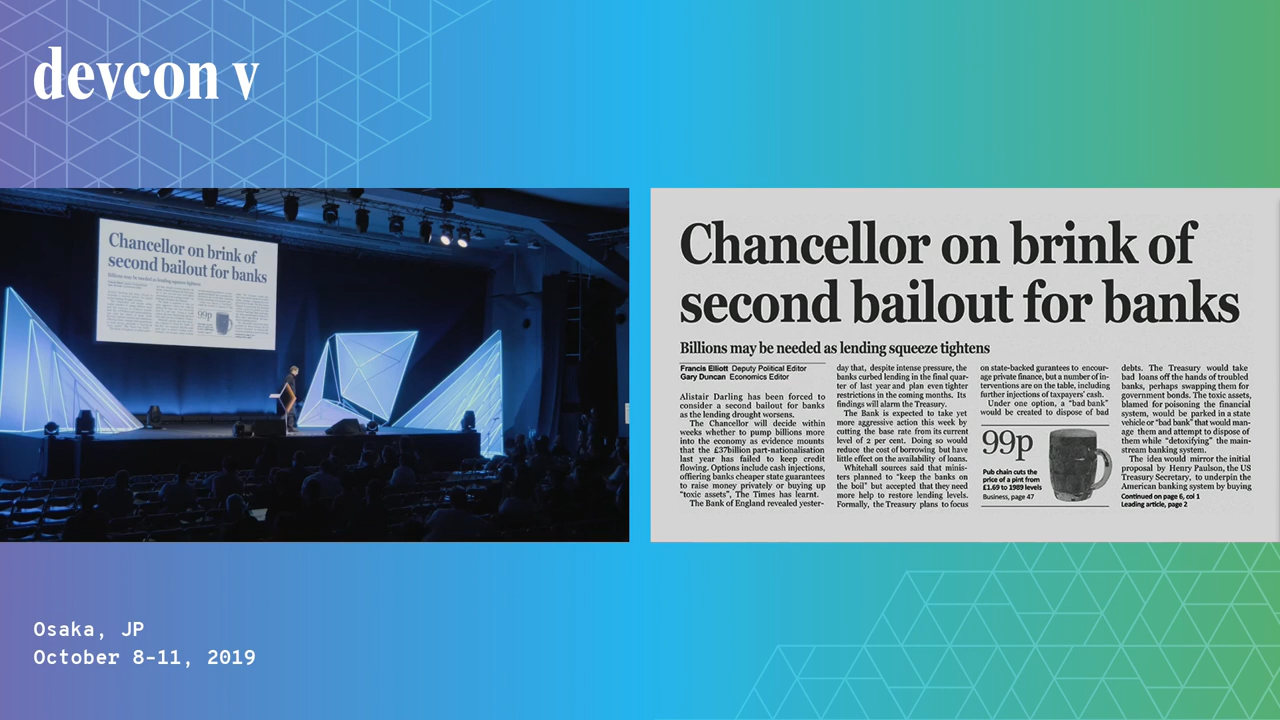 devcon v
Chancellor on brink of
second bailout for banks
Billions may be needed as lending squeeze tightens
99p
Chancellor on brink of
second bailout for banks
Billions may be needed as lending squeeze tightens
Francis Elliott Deputy Political Editor
Gary Duncan Economics Editor
Alistair Darling has been forced to
consider a second bailout for banks
as the lending drought worsens.
The Chancellor will decide within
weeks whether to pump billions more
into the economy as evidence mounts
that the £37billion part-nationalisation
last year has failed to keep credit
flowing. Options include cash injections,
offering banks cheaper state guarantees
to raise money privately or buying up
“toxic assets”, The Times has learnt.
The Bank of England revealed yester-
day that, despite intense pressure, the
banks curbed lending in the final quar-
ter of last year and plan even tighter
restrictions in the coming months. Its
findings will alarm the Treasury.
The Bank is expected to take yet
more aggressive action this week by
cutting the base rate from its current
level of 2 per cent. Doing so would
reduce the cost of borrowing but have
little effect on the availability of loans.
Whitehall sources said that minis-
ters planned to “keep the banks on
the boil” but accepted that they need
more help to restore lending levels.
Formally, the Treasury plans to focus
on state-backed gurantees to encour-
age private finance, but a number of in-
terventions are on the table, including
further injections of taxpayers’ cash.
Under one option, a “bad bank”
would be created to dispose of bad
99p
Pub chain cuts the
price of a pint from
£1.69 to 1989 levels
Business, page 47
debts. The Treasury would take
bad loans off the hands of troubled
banks, perhaps swapping them for
government bonds. The toxic assets,
blamed for poisoning the financial
system, would be parked in a state
vehicle or “bad bank” that would man-
age them and attempt to dispose of
them while “detoxifying” the main-
stream banking system.
The idea would mirror the initial
proposal by Henry Paulson, the US
Treasury Secretary, to underpin the
American banking system by buying
Continued on page 6, col 1
Leading article, page 2
Osaka, JP
October 8-11, 2019